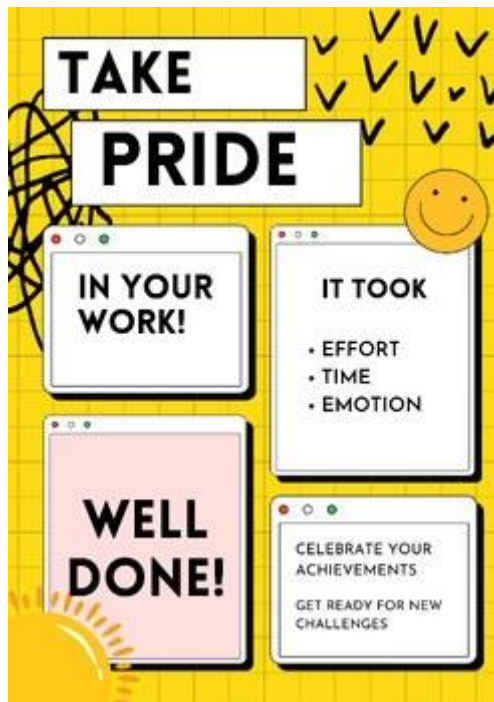 TAKE
PRIDE
IN YOUR
WORK!
IT TOOK
• EFFORT
• TIME
• EMOTION
WELL
DONE!
CELEBRATE YOUR
ACHIEVEMENTS
GET READY FOR NEW
CHALLENGES